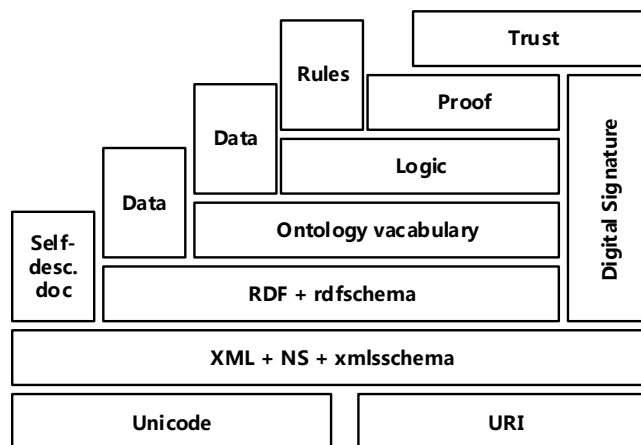 Trust
Rules
Proof
Data
Logic
Data
Ontology vacabulary
Digital Signature
Self-
desc.
doc
RDF + rdfschema
XML + NS + xmlsschema
Unicode
URI